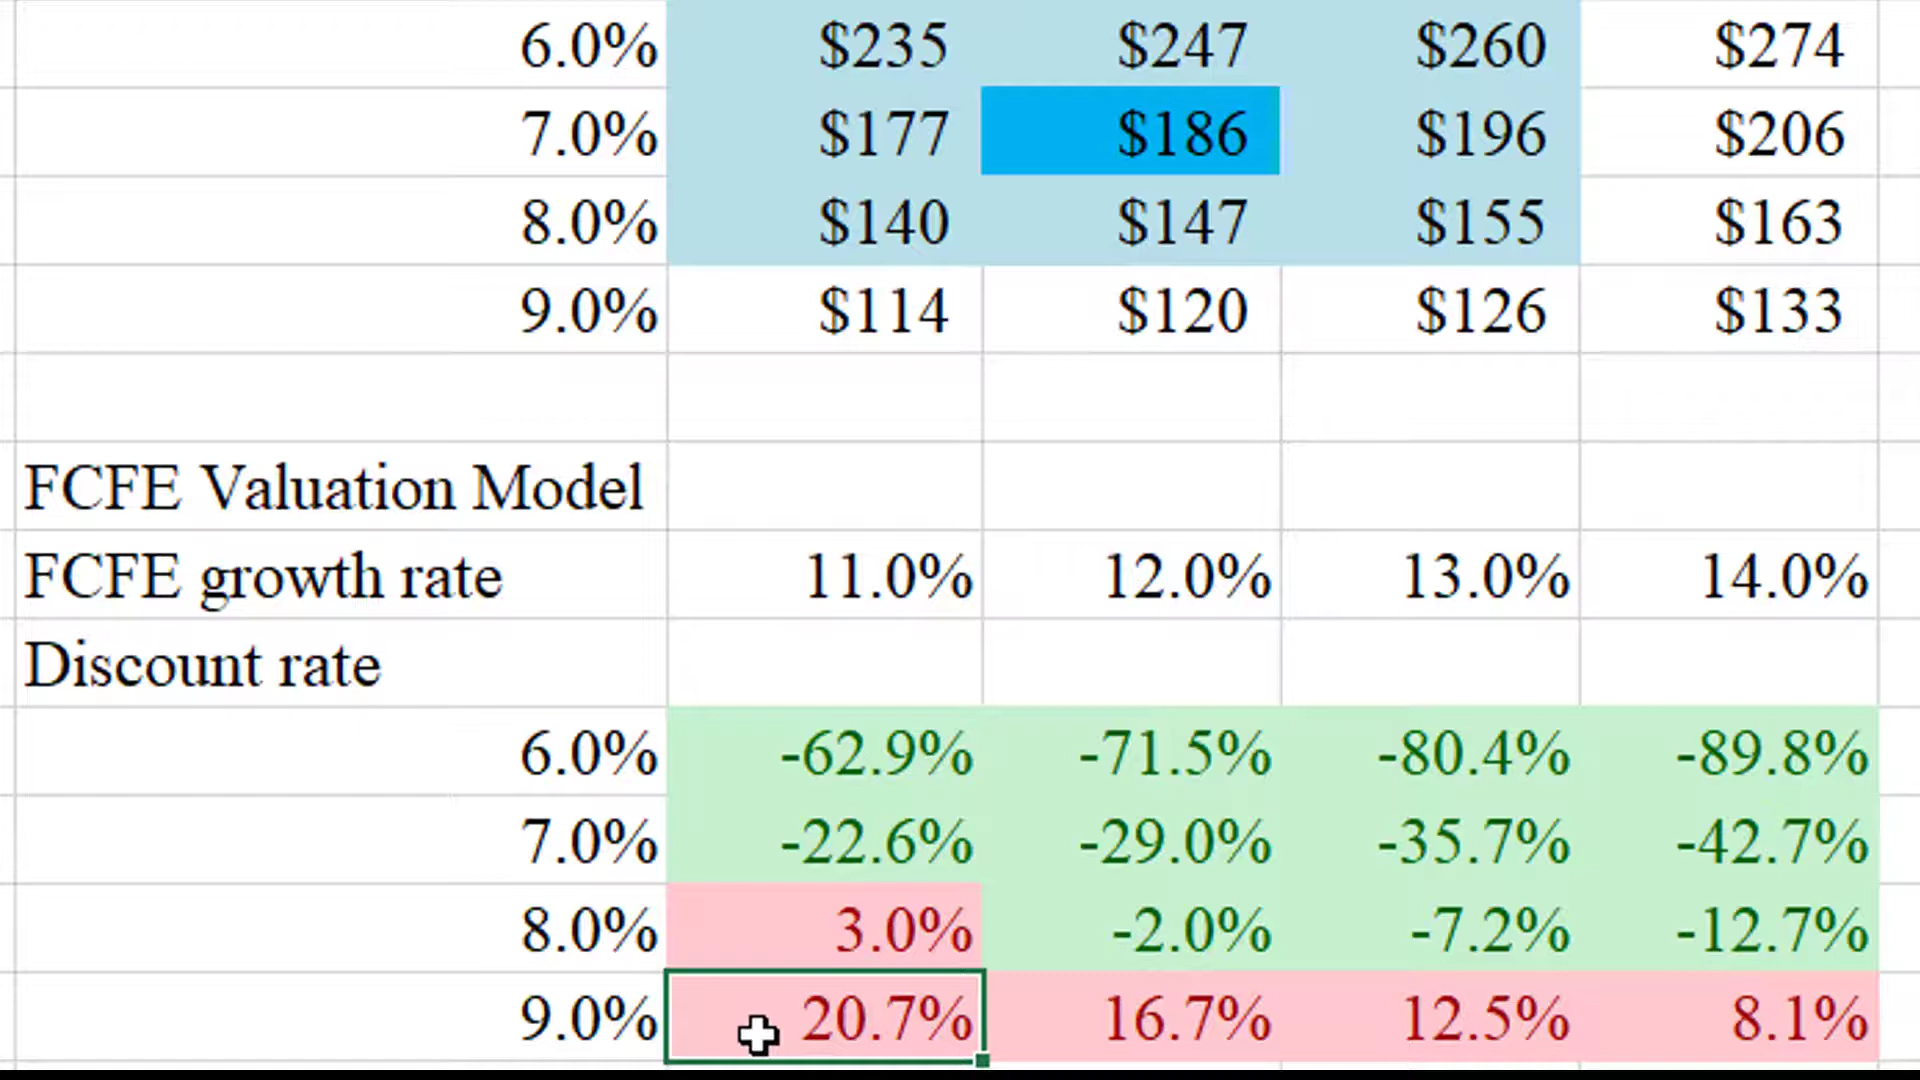 6.0% $235 $247 $260 $274
7.0% $177 $186 $196 $206
8.0% $140 $147 $155 $163
9.0% $114 $120 $126 $133
FCFE Valuation Model
FCFE growth rate 11.0% 12.0% 13.0% 14.0%
Discount rate
6.0% -62.9% -71.5% -80.4% -89.8%
7.0% -22.6% -29.0% -35.7% -42.7%
8.0% 3.0% -2.0% -7.2% -12.7%
9.0% 20.7% 16.7% 12.5% 8.1%